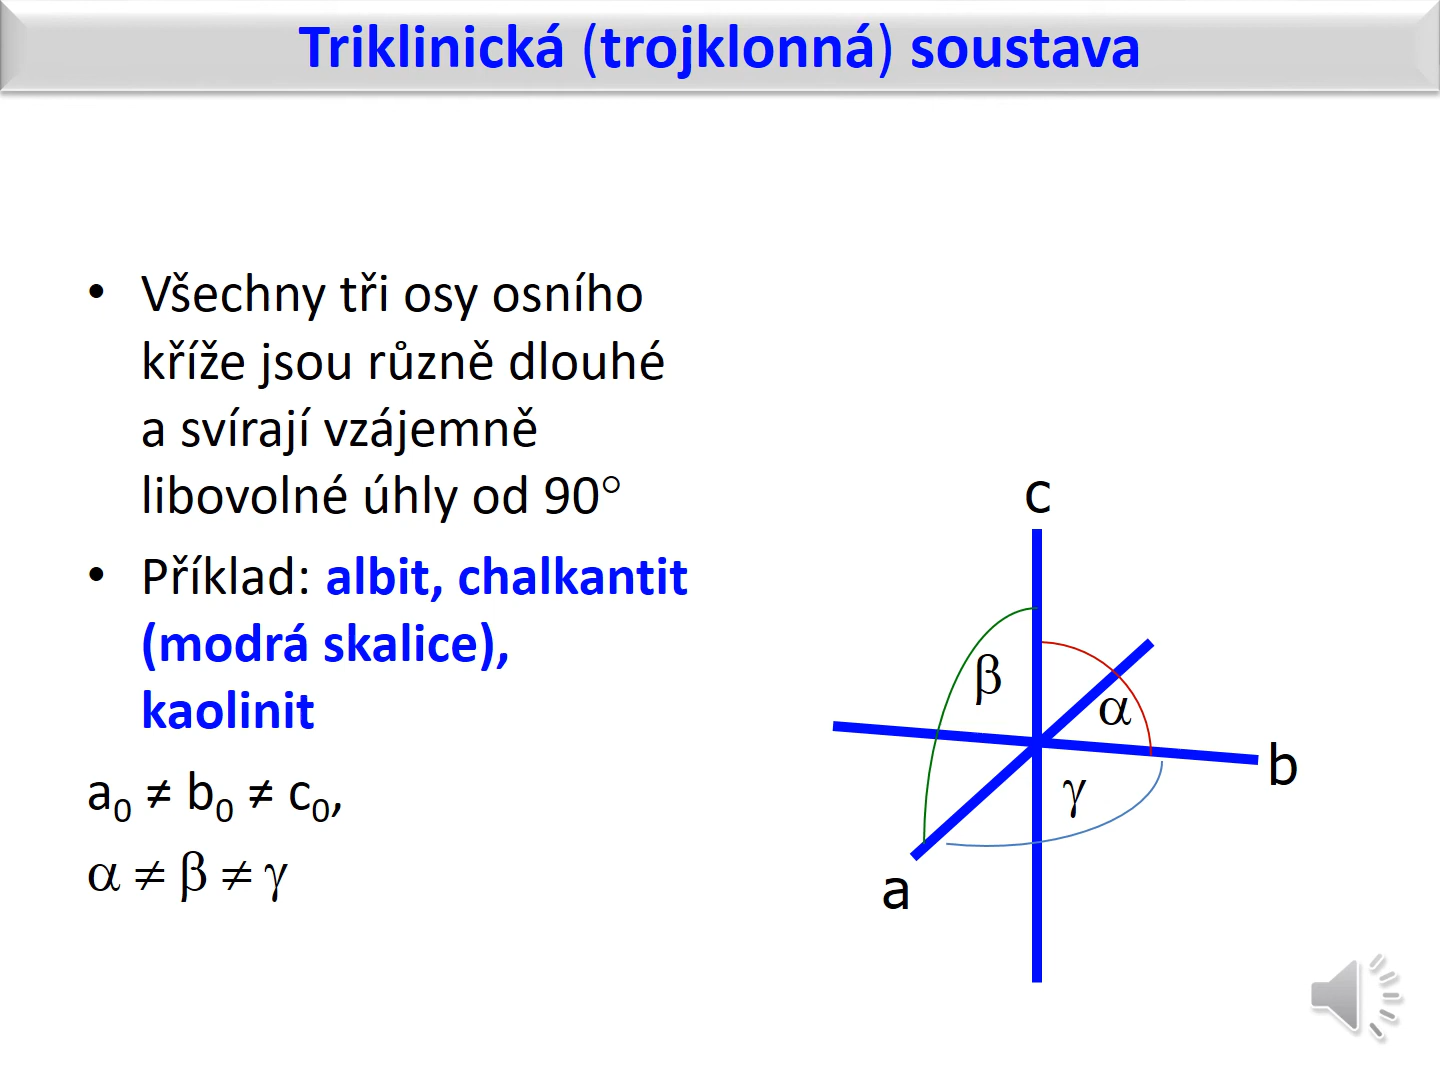 Triklinická (trojklonná) soustava
• Všechny tři osy osního
kříže jsou různě dlouhé
a svírají vzájemně
libovolné úhly od 90°
• Příklad: albit, chalkantit
(modrá skalice),
kaolinit
a₀ ≠ b₀ ≠ c₀,
α ≠ β ≠ γ
c
β
α
b
γ
a